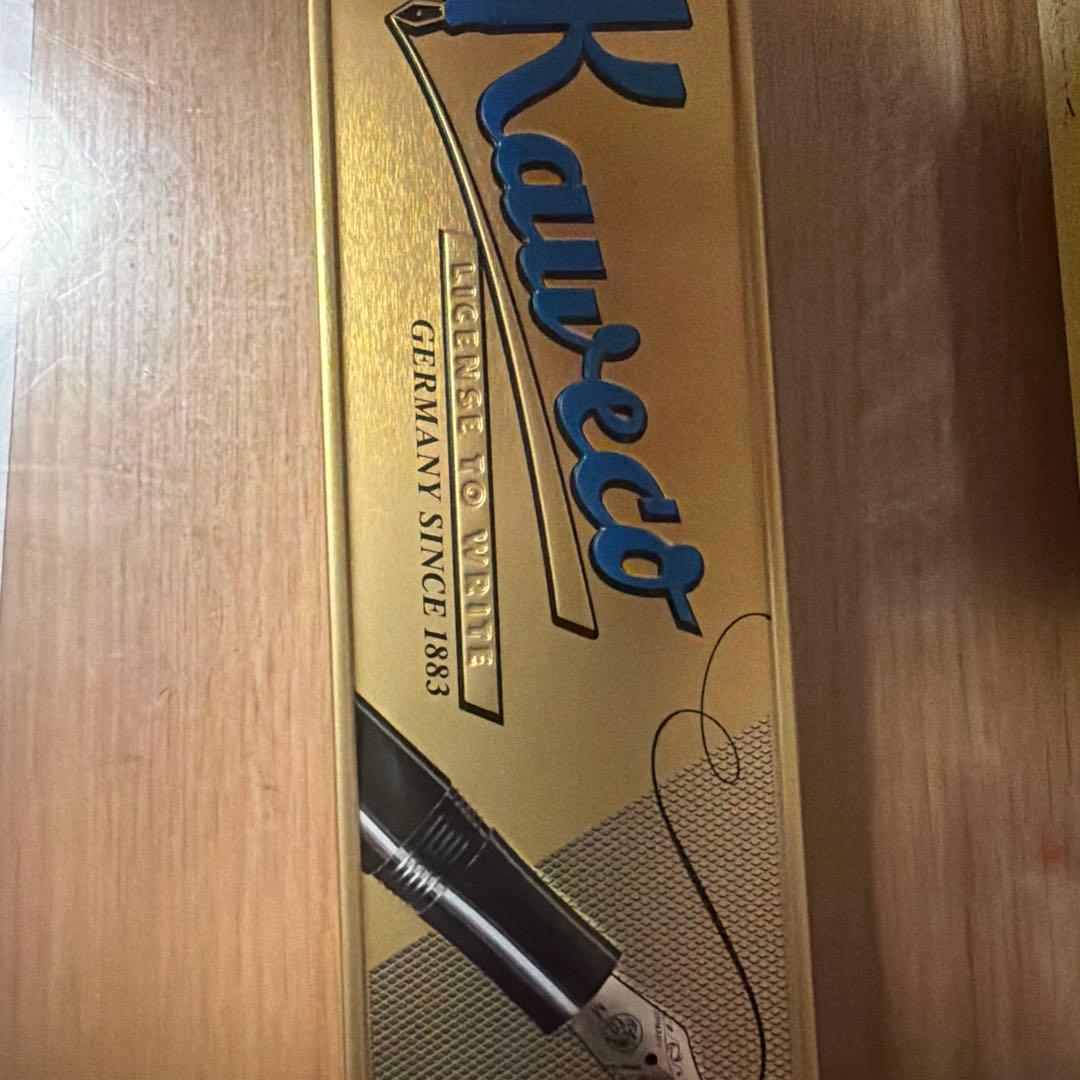 Kaweco
LICENSE TO WRITE
GERMANY SINCE 1883